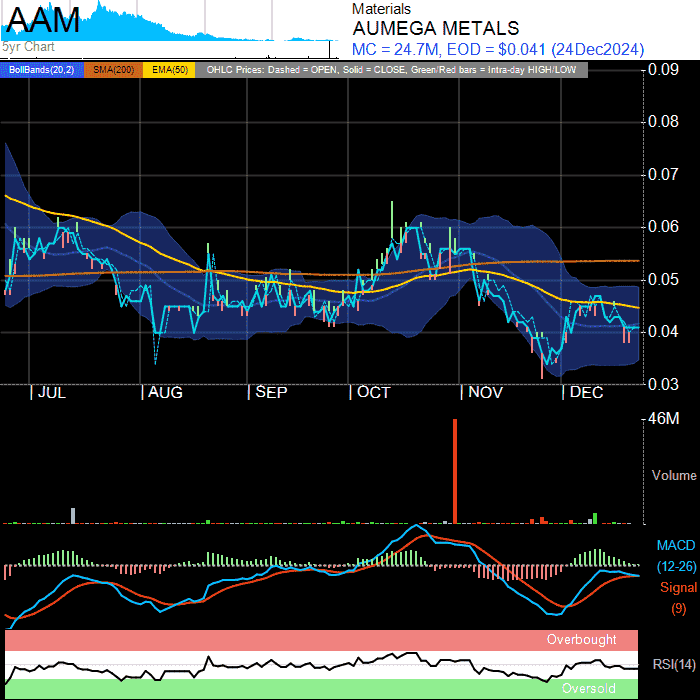 AAM
5yr Chart
Materials
AUMEGA METALS
MC = 24.7M, EOD = $0.041 (24Dec2024)
BollBands(20,2) SMA(200) EMA(50) OHLC Prices: Dashed = OPEN, Solid = CLOSE, Green/Red bars = Intra-day HIGH/LOW
0.09
0.08
0.07
0.06
0.05
0.04
0.03
| JUL | AUG | SEP | OCT | NOV | DEC
46M
Volume
MACD
(12-26)
Signal
(9)
Overbought
RSI(14)
Oversold